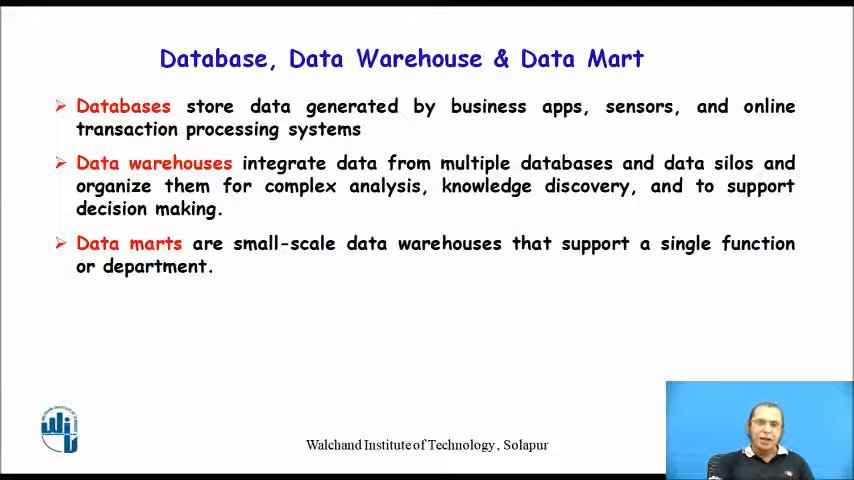 Database, Data Warehouse & Data Mart
Databases store data generated by business apps, sensors, and online
transaction processing systems
Data warehouses integrate data from multiple databases and data silos and
organize them for complex analysis, knowledge discovery, and to support
decision making.
Data marts are small-scale data warehouses that support a single function
or department.
Walchand Institute of Technology, Solapur